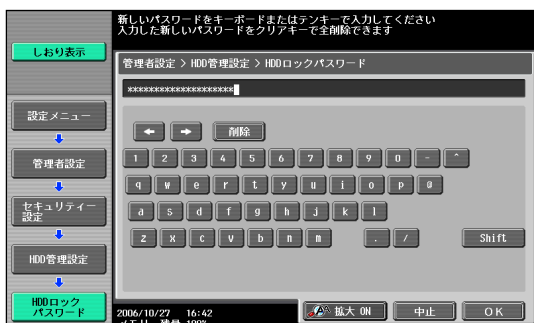 新しいパスワードをキーボードまたはテンキーで入力してください
入力した新しいパスワードをクリアキーで全削除できます
しおり表示
管理者設定 > HDD管理設定 > HDDロックパスワード
********************
設定メニュー
管理者設定
セキュリティー
設定
HDD管理設定
HDDロック
パスワード
← → 削除
1 2 3 4 5 6 7 8 9 0 - ^
q w e r t y u i o p @
a s d f g h j k l
z x c v b n m . / Shift
2006/10/27 16:42
メモリー残量 100%
拡大 ON 中止 OK